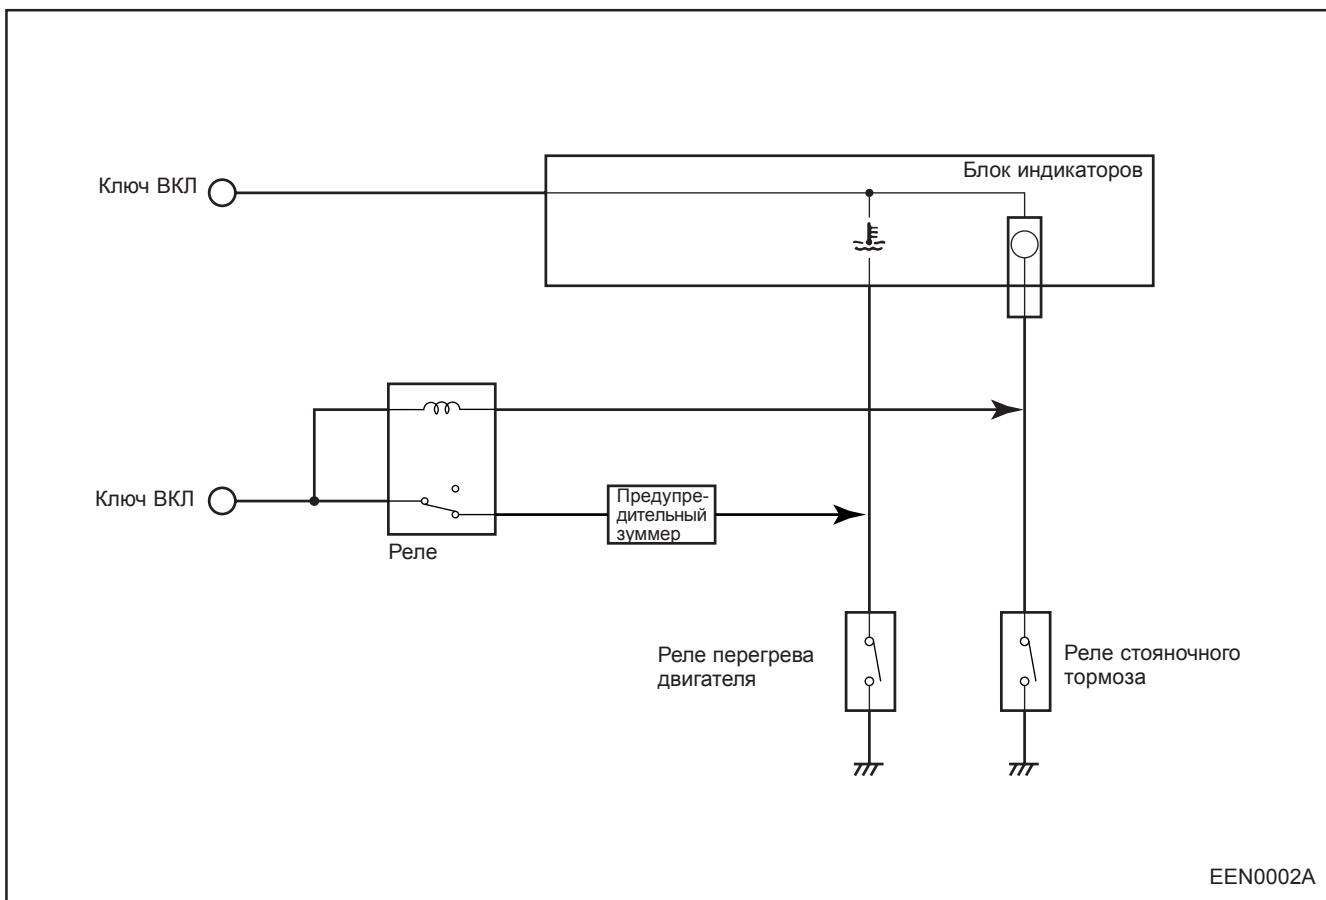 Блок индикаторов
Ключ ВКЛ
Ключ ВКЛ
Предупре-
дительный
зуммер
Реле
Реле перегрева
двигателя
Реле стояночного
тормоза
EEN0002A